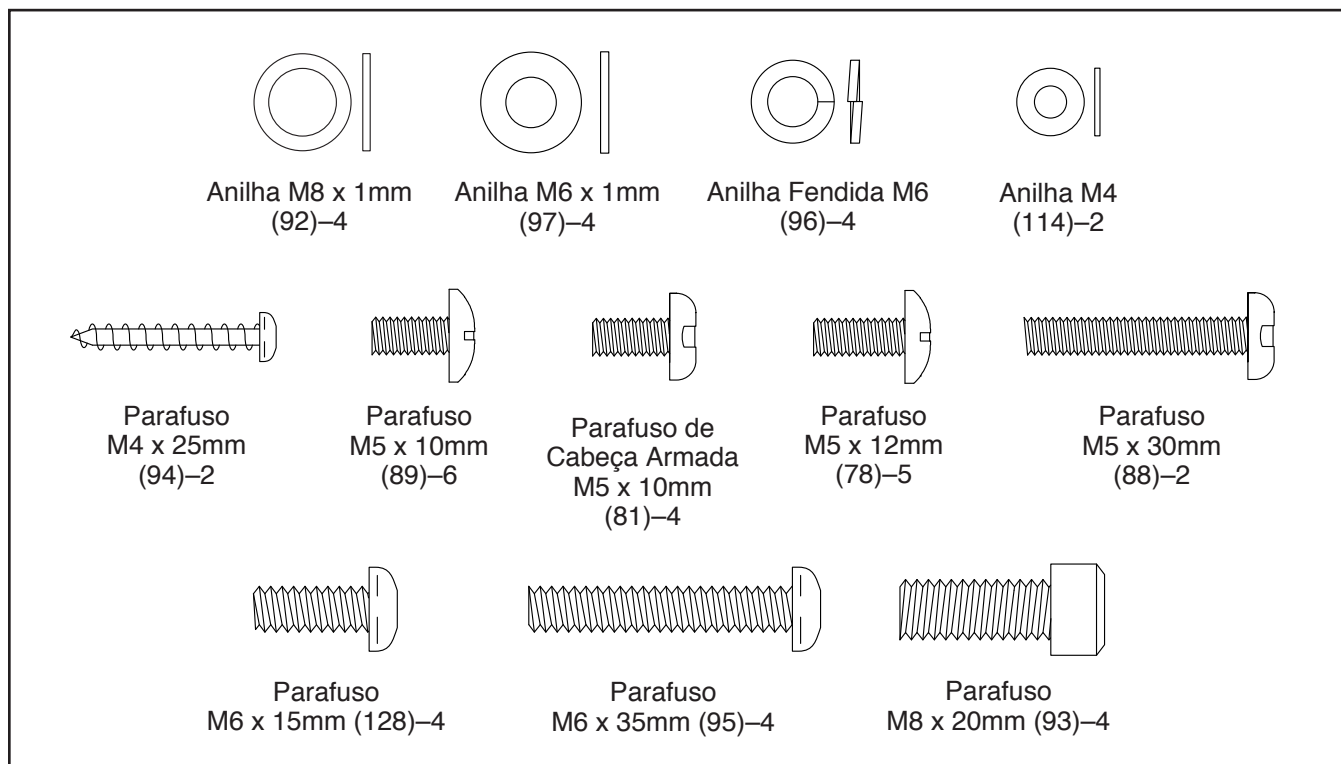 Anilha M8 x 1mm
(92)–4
Anilha M6 x 1mm
(97)–4
Anilha Fendida M6
(96)–4
Anilha M4
(114)–2
Parafuso
M4 x 25mm
(94)–2
Parafuso
M5 x 10mm
(89)–6
Parafuso de
Cabeça Armada
M5 x 10mm
(81)–4
Parafuso
M5 x 12mm
(78)–5
Parafuso
M5 x 30mm
(88)–2
Parafuso
M6 x 15mm (128)–4
Parafuso
M6 x 35mm (95)–4
Parafuso
M8 x 20mm (93)–4